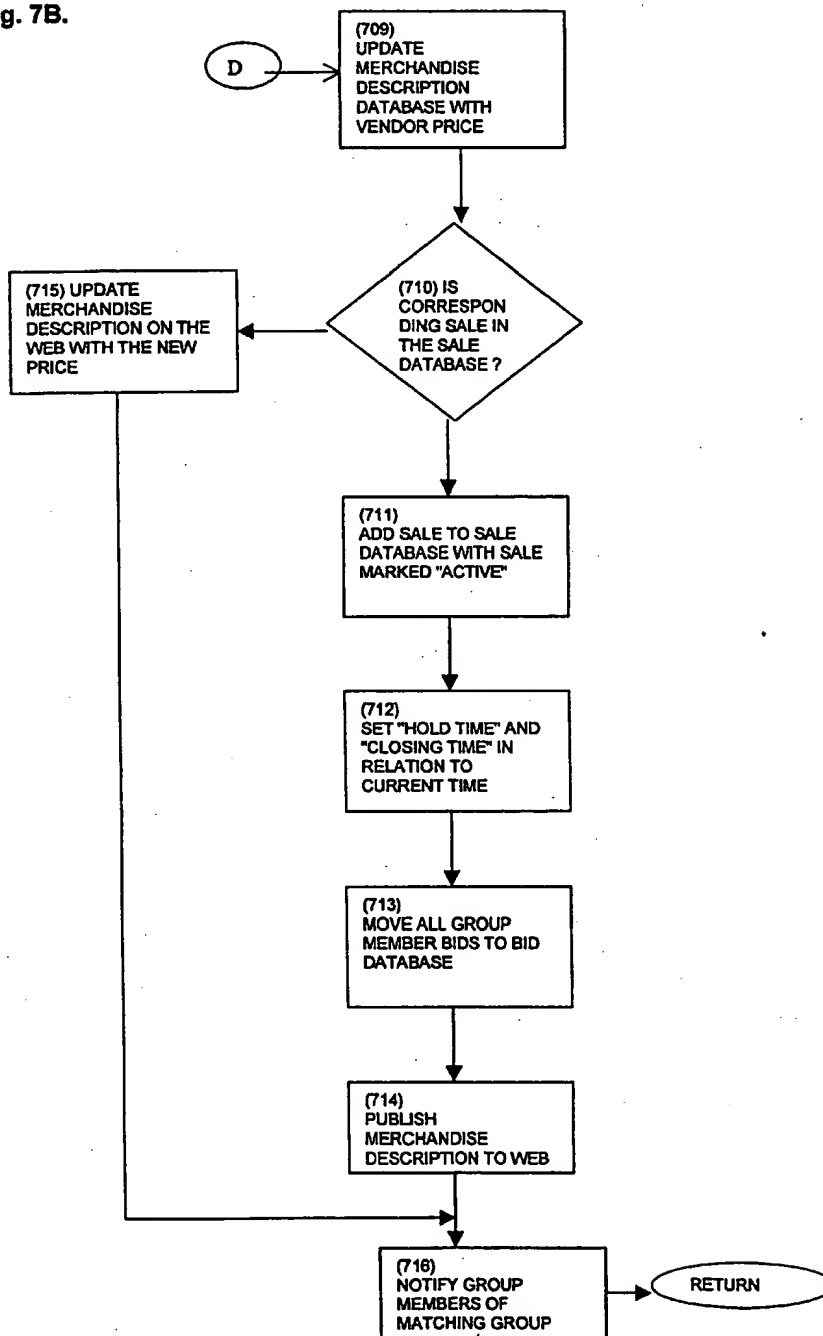 g. 7B.
D
(709)
UPDATE
MERCHANDISE
DESCRIPTION
DATABASE WITH
VENDOR PRICE
(710) IS
CORRESPON
DING SALE IN
THE SALE
DATABASE ?
(715) UPDATE
MERCHANDISE
DESCRIPTION ON THE
WEB WITH THE NEW
PRICE
(711)
ADD SALE TO SALE
DATABASE WITH SALE
MARKED "ACTIVE"
(712)
SET "HOLD TIME" AND
"CLOSING TIME" IN
RELATION TO
CURRENT TIME
(713)
MOVE ALL GROUP
MEMBER BIDS TO BID
DATABASE
(714)
PUBLISH
MERCHANDISE
DESCRIPTION TO WEB
(716)
NOTIFY GROUP
MEMBERS OF
MATCHING GROUP
RETURN